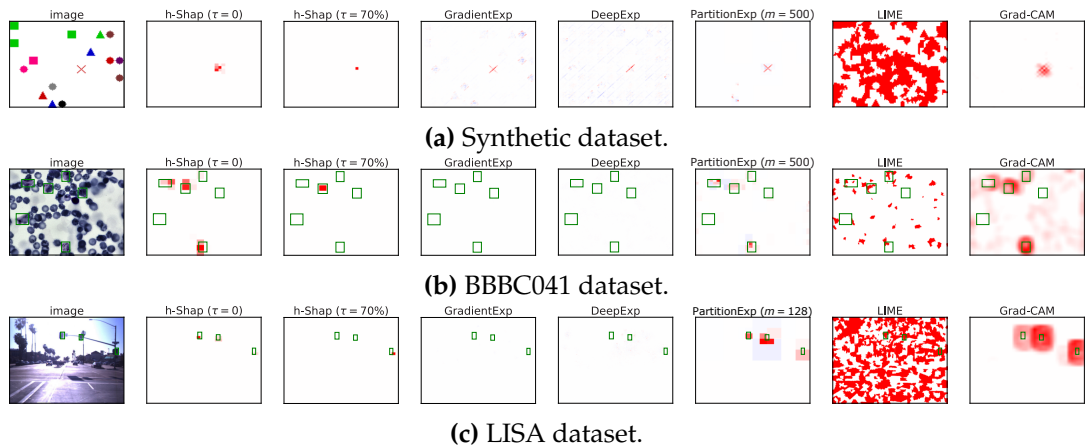 image h-Shap (τ = 0) h-Shap (τ = 70%) GradientExp DeepExp PartitionExp (m = 500) LIME Grad-CAM
(a) Synthetic dataset.
image h-Shap (τ = 0) h-Shap (τ = 70%) GradientExp DeepExp PartitionExp (m = 500) LIME Grad-CAM
(b) BBBC041 dataset.
image h-Shap (τ = 0) h-Shap (τ = 70%) GradientExp DeepExp PartitionExp (m = 128) LIME Grad-CAM
(c) LISA dataset.